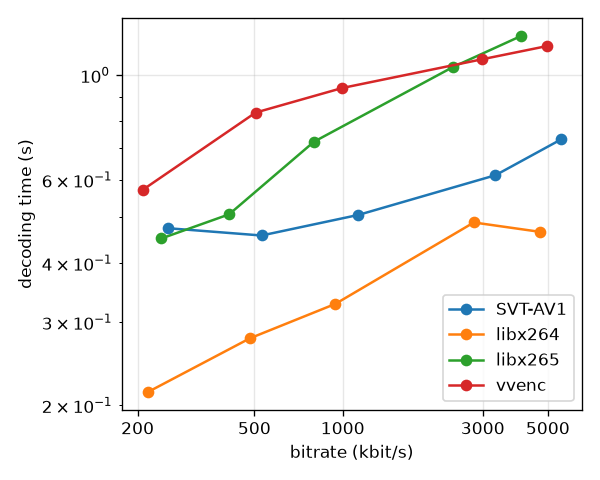 10⁰
6 × 10⁻¹
4 × 10⁻¹
3 × 10⁻¹
2 × 10⁻¹
decoding time (s)
SVT-AV1
libx264
libx265
vvenc
200 500 1000 3000 5000
bitrate (kbit/s)